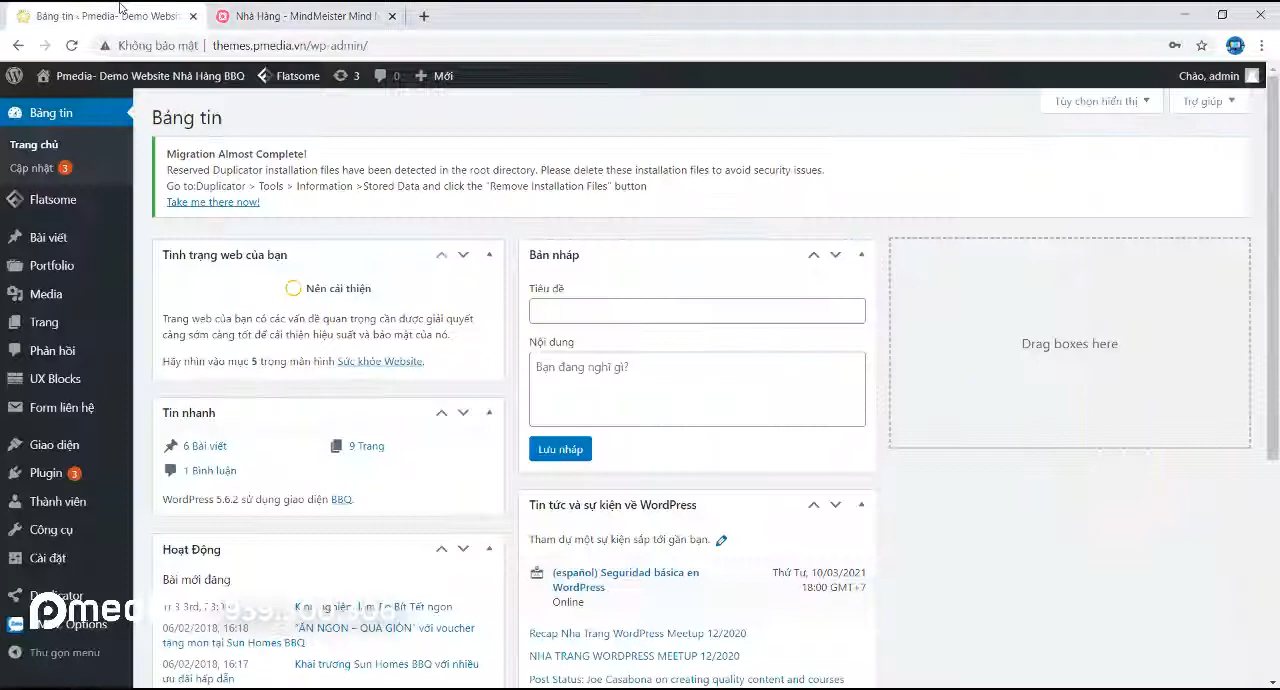 Bảng tin ‹ Pmedia- Demo Websi
Nhà Hàng - MindMeister Mind
Không bảo mật
themes.pmedia.vn/wp-admin/
Pmedia- Demo Website Nhà Hàng BBQ
Flatsome
3
0
Mới
Chào, admin
Bảng tin
Trang chủ
Cập nhật 3
Flatsome
Bài viết
Portfolio
Media
Trang
Phản hồi
UX Blocks
Form liên hệ
Giao diện
Plugin 3
Thành viên
Công cụ
Cài đặt
Options
Thu gọn menu
Tùy chọn hiển thị
Trợ giúp
Bảng tin
Migration Almost Complete!
Reserved Duplicator installation files have been detected in the root directory. Please delete these installation files to avoid security issues.
Go to:Duplicator > Tools > Information >Stored Data and click the "Remove Installation Files" button
Take me there now!
Tình trạng web của bạn
Nên cải thiện
Trang web của bạn có các vấn đề quan trọng cần được giải quyết
càng sớm càng tốt để cải thiện hiệu suất và bảo mật của nó.
Hãy nhìn vào mục 5 trong màn hình Sức khỏe Website.
Tin nhanh
6 Bài viết
9 Trang
1 Bình luận
WordPress 5.6.2 sử dụng giao diện BBQ.
Hoạt Động
Bài mới đăng
Bít Tết ngon
06/02/2018, 16:18
"ĂN NGON – QUÀ GIÒN" với voucher
tặng món tại Sun Homes BBQ
06/02/2018, 16:17
Khai trương Sun Homes BBQ với nhiều
ưu đãi hấp dẫn
Bản nháp
Tiêu đề
Nội dung
Bạn đang nghĩ gì?
Lưu nháp
Tin tức và sự kiện về WordPress
Tham dự một sự kiện sắp tới gần bạn.
(español) Seguridad básica en
WordPress
Online
Thứ Tư, 10/03/2021
18:00 GMT+7
Recap Nha Trang WordPress Meetup 12/2020
NHA TRANG WORDPRESS MEETUP 12/2020
Post Status: Joe Casabona on creating quality content and courses
Drag boxes here